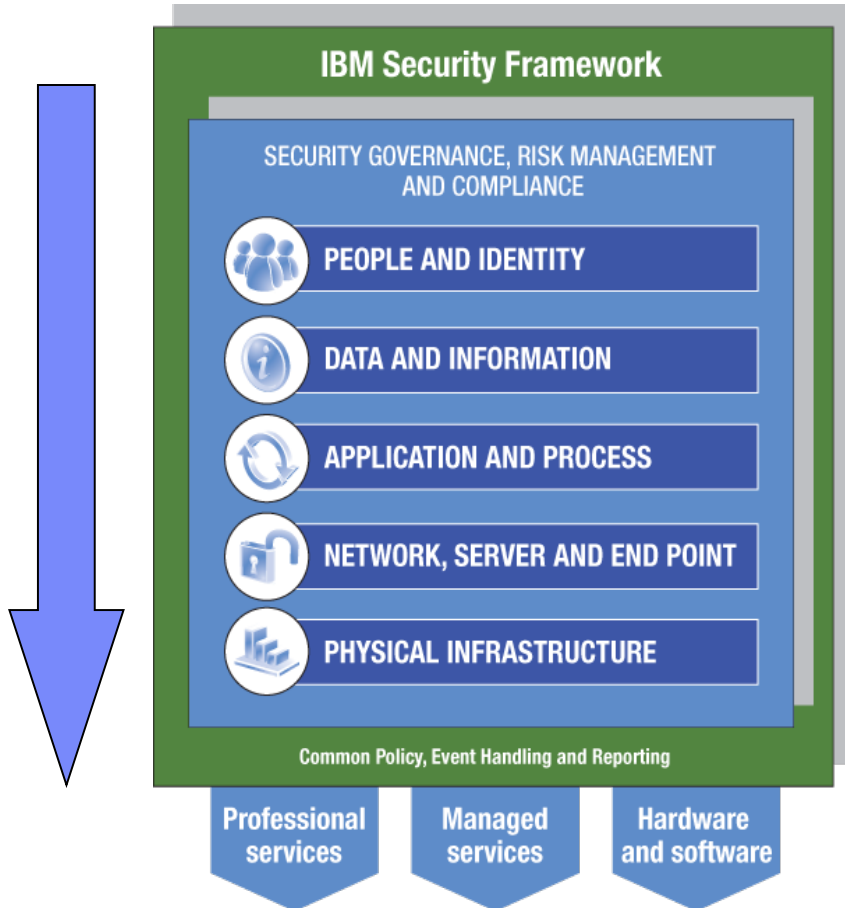 IBM Security Framework
SECURITY GOVERNANCE, RISK MANAGEMENT
AND COMPLIANCE
PEOPLE AND IDENTITY
i
DATA AND INFORMATION
APPLICATION AND PROCESS
NETWORK, SERVER AND END POINT
PHYSICAL INFRASTRUCTURE
Common Policy, Event Handling and Reporting
Professional
services
Managed
services
Hardware
and software